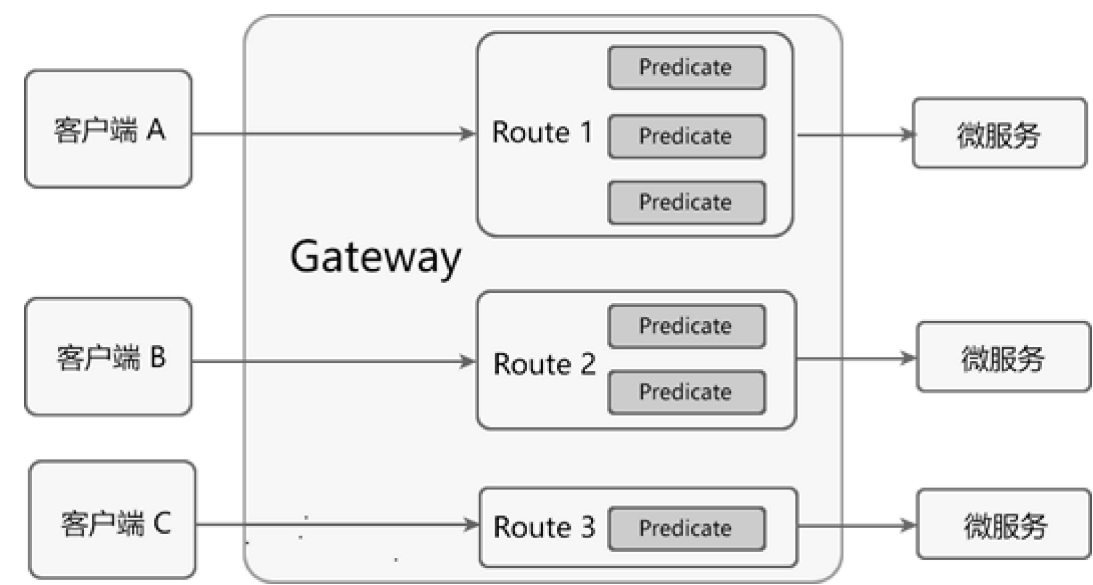 Predicate
客户端 A
Route 1
Predicate
微服务
Predicate
Gateway
Predicate
客户端 B
Route 2
微服务
Predicate
客户端 C
Route 3
Predicate
微服务